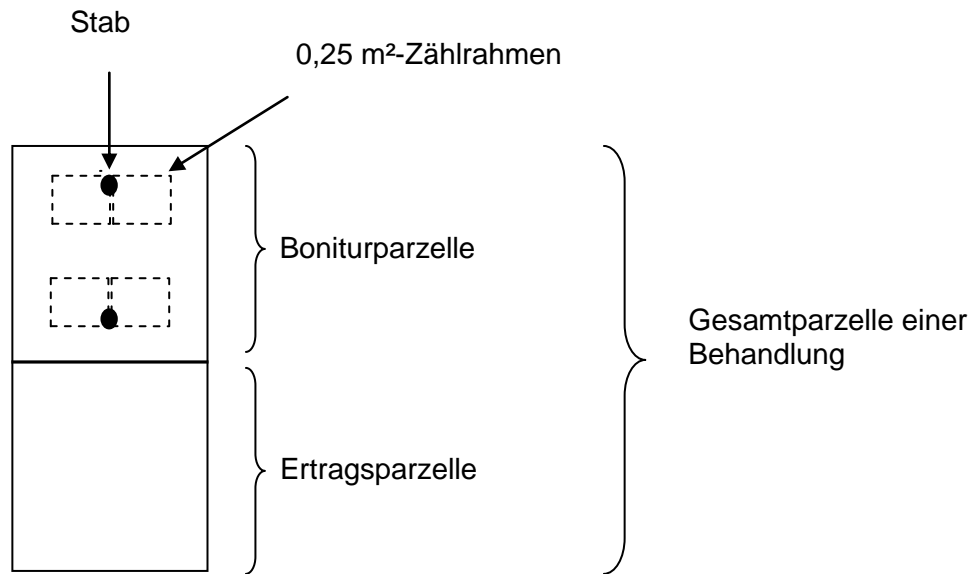 Stab
0,25 m²-Zählrahmen
Boniturparzelle
Gesamtparzelle einer
Behandlung
Ertragsparzelle